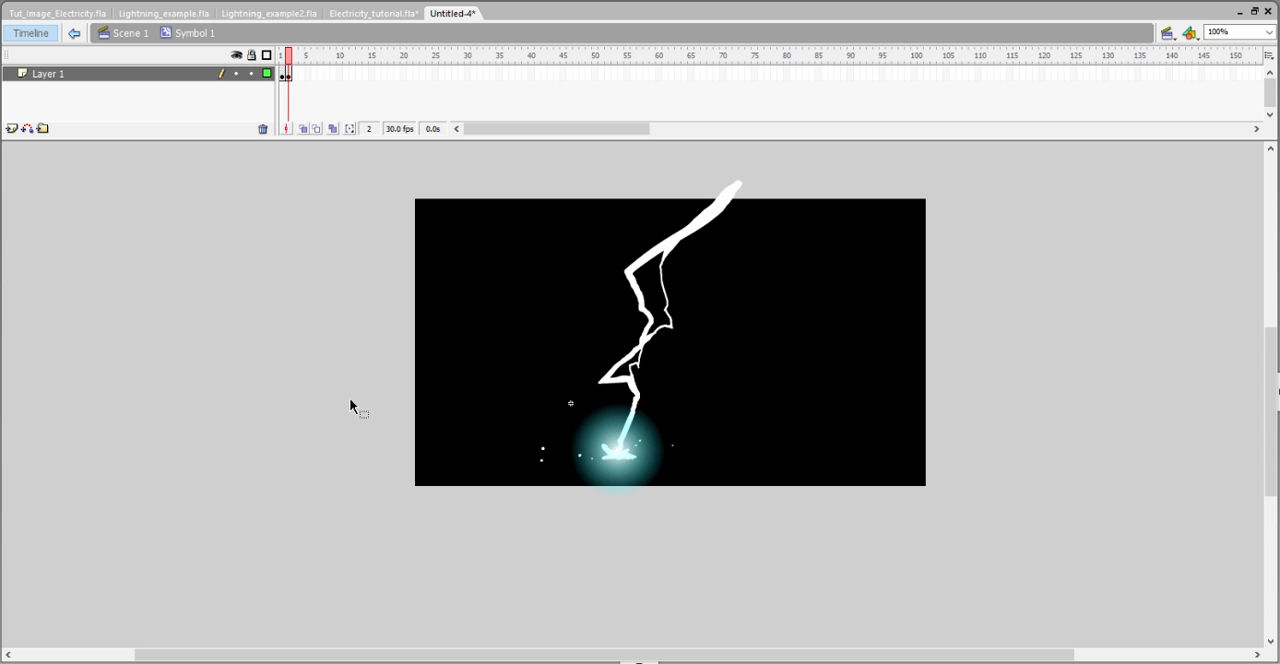 Tut_Image_Electricity.fla Lightning_example.fla Lightning_example2.fla Electricity_tutorial.fla* Untitled-4*
Timeline Scene 1 Symbol 1 100%
1 5 10 15 20 25 30 35 40 45 50 55 60 65 70 75 80 85 90 95 100 105 110 115 120 125 130 135 140 145 150
Layer 1
2 30.0 fps 0.0s